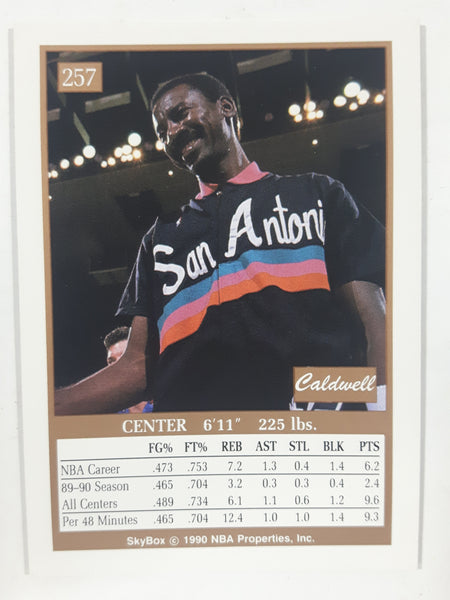 257
San Antoni
Caldwell
CENTER 6'11" 225 lbs.
FG% FT% REB AST STL BLK PTS
NBA Career .473 .753 7.2 1.3 0.4 1.4 6.2
89-90 Season .465 .704 3.2 0.3 0.3 0.4 2.4
All Centers .489 .734 6.1 1.1 0.6 1.2 9.6
Per 48 Minutes .465 .704 12.4 1.0 1.0 1.4 9.3
SkyBox © 1990 NBA Properties, Inc.